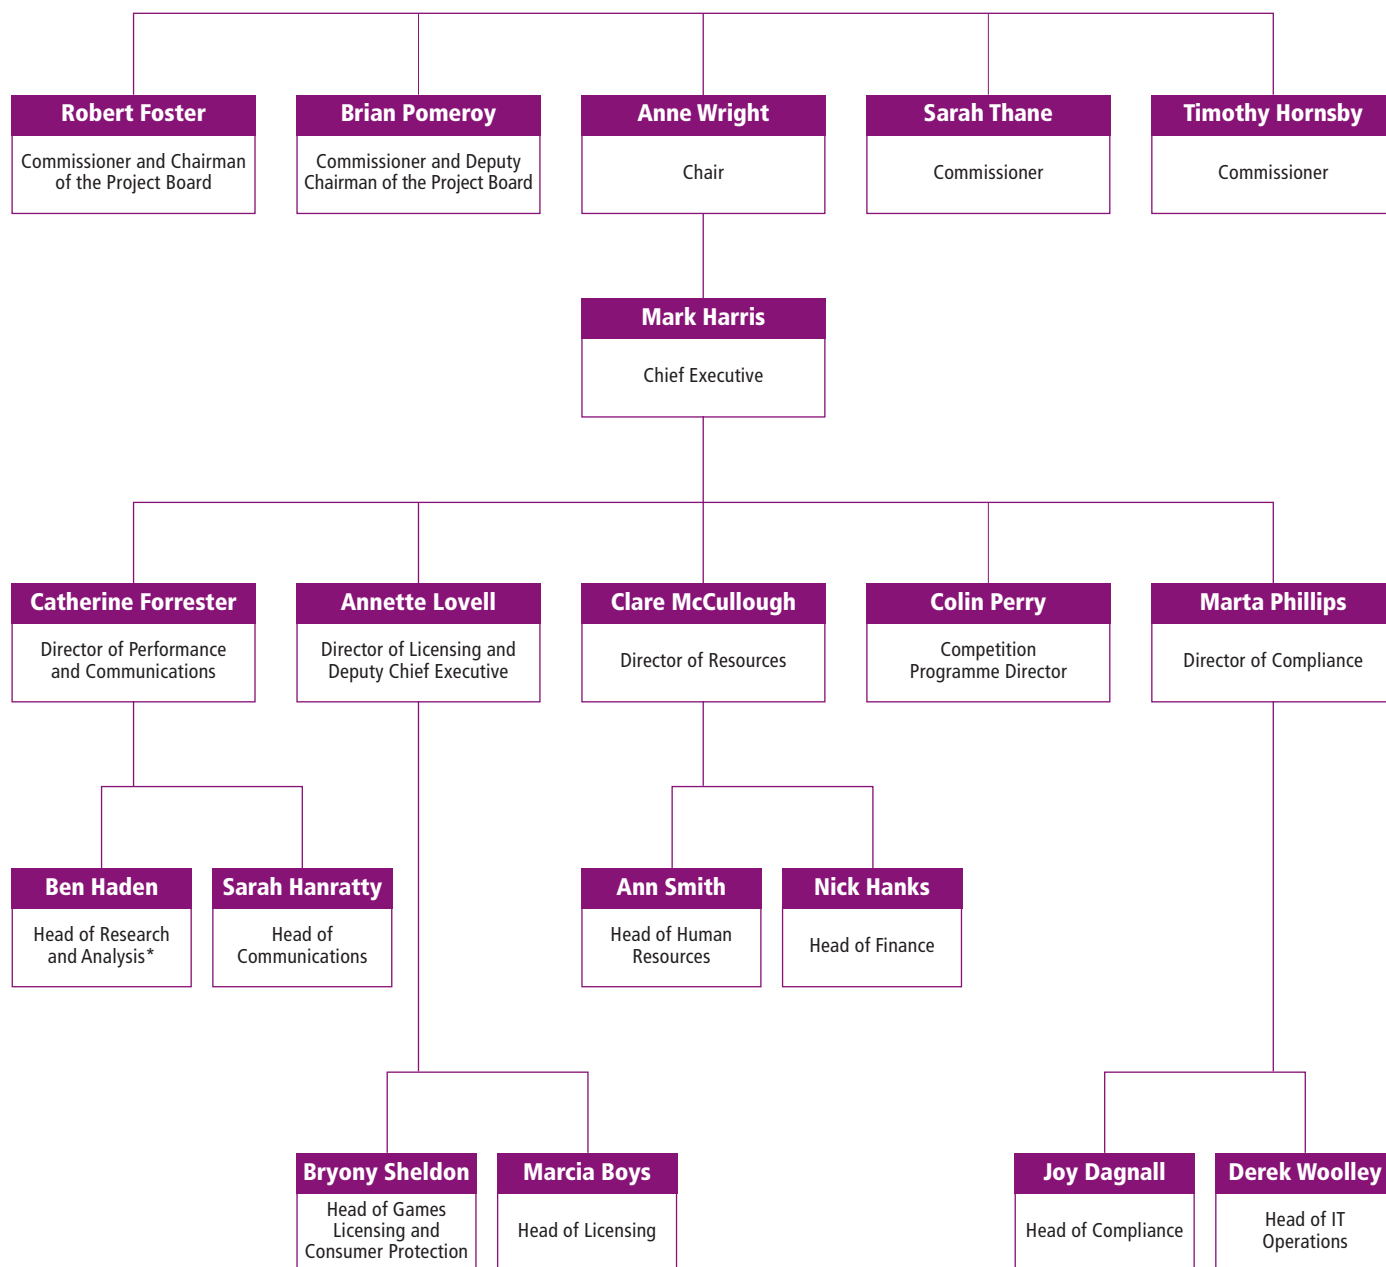 Robert Foster
Commissioner and Chairman
of the Project Board
Brian Pomeroy
Commissioner and Deputy
Chairman of the Project Board
Anne Wright
Chair
Sarah Thane
Commissioner
Timothy Hornsby
Commissioner
Mark Harris
Chief Executive
Catherine Forrester
Director of Performance
and Communications
Annette Lovell
Director of Licensing and
Deputy Chief Executive
Clare McCullough
Director of Resources
Colin Perry
Competition
Programme Director
Marta Phillips
Director of Compliance
Ben Haden
Head of Research
and Analysis*
Sarah Hanratty
Head of
Communications
Ann Smith
Head of Human
Resources
Nick Hanks
Head of Finance
Bryony Sheldon
Head of Games
Licensing and
Consumer Protection
Marcia Boys
Head of Licensing
Joy Dagnall
Head of Compliance
Derek Woolley
Head of IT
Operations